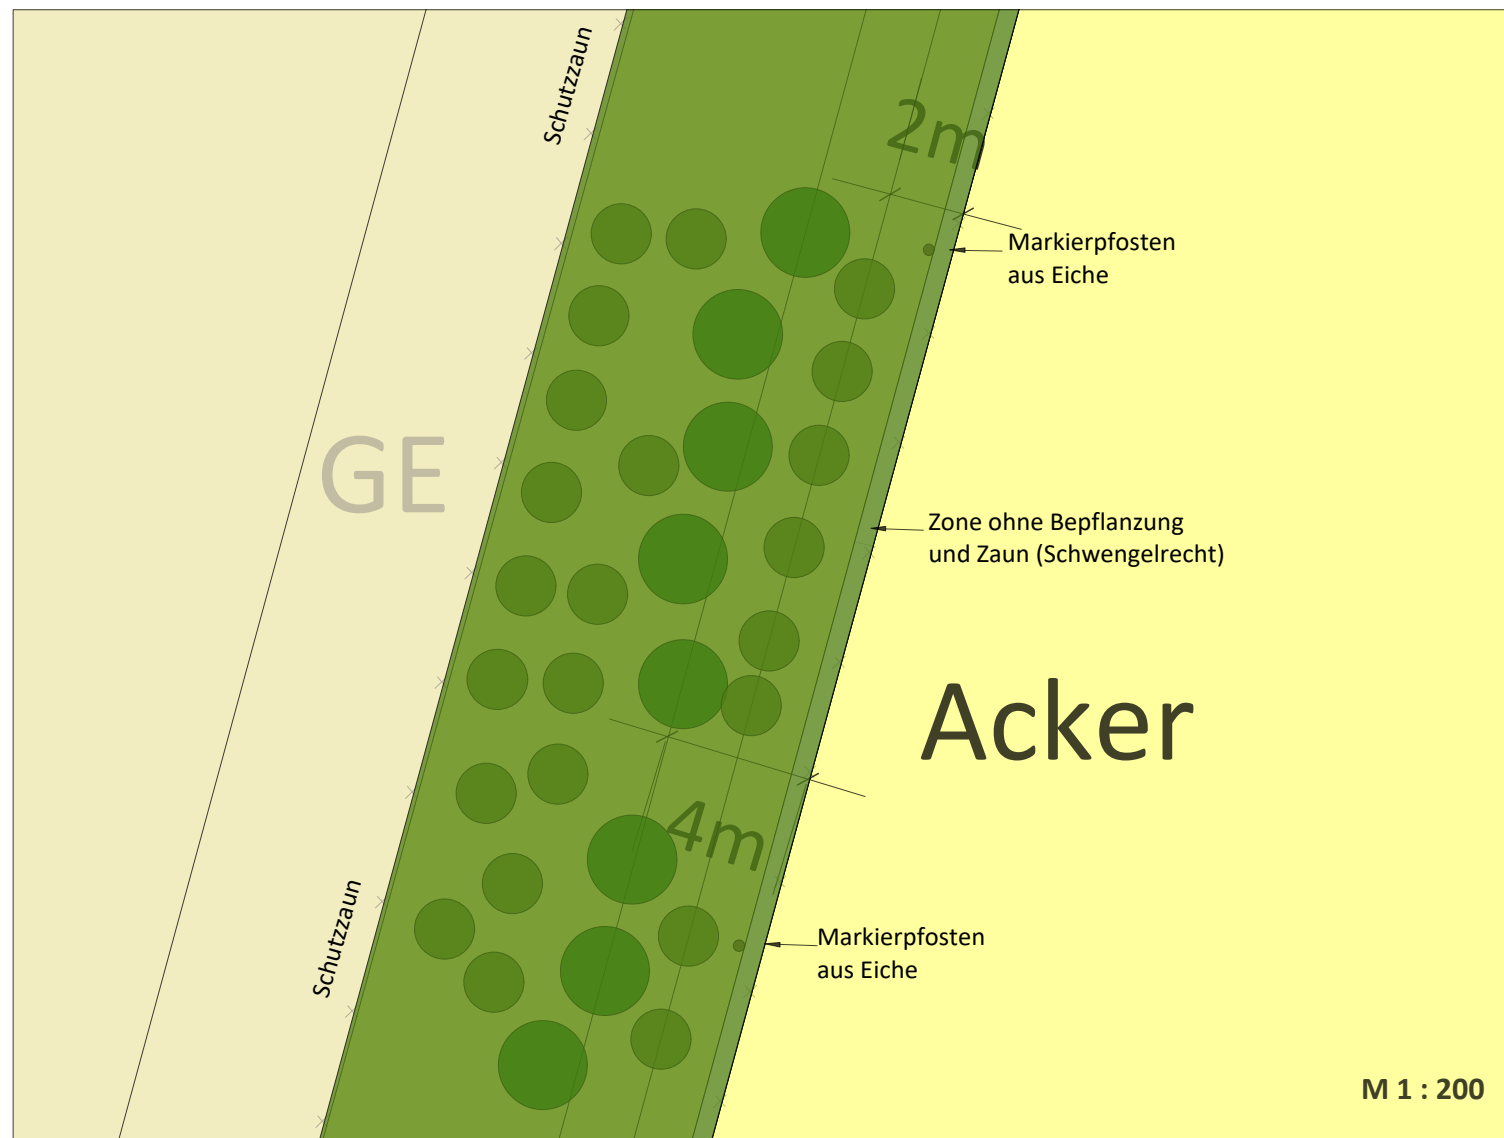 Schutzzaun
2m
Markierpfosten
aus Eiche
GE
Zone ohne Bepflanzung
und Zaun (Schwengelrecht)
Acker
4m
Schutzzaun
Markierpfosten
aus Eiche
M 1 : 200